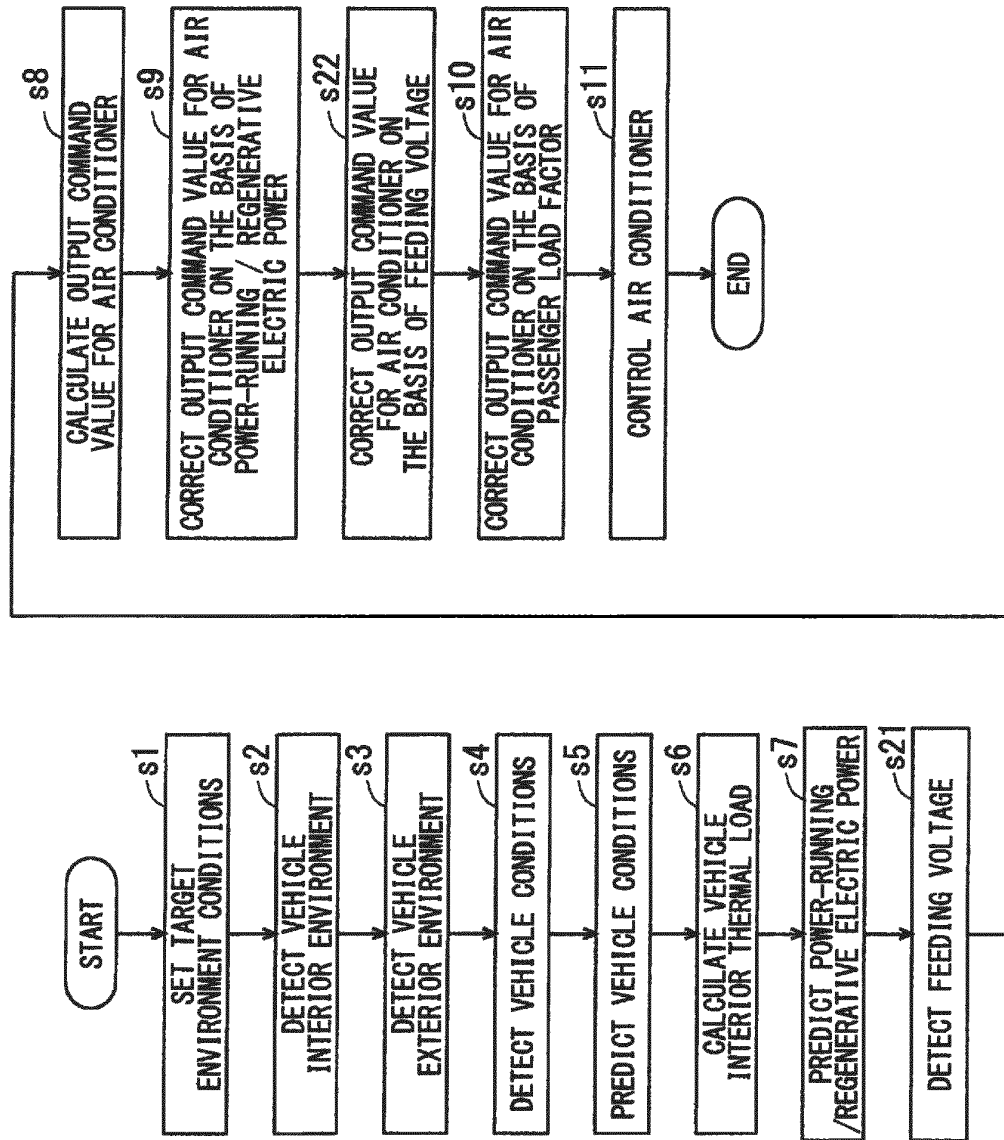 START
s1
SET TARGET
ENVIRONMENT CONDITIONS
s2
DETECT VEHICLE
INTERIOR ENVIRONMENT
s3
DETECT VEHICLE
EXTERIOR ENVIRONMENT
s4
DETECT VEHICLE CONDITIONS
s5
PREDICT VEHICLE CONDITIONS
s6
CALCULATE VEHICLE
INTERIOR THERMAL LOAD
s7
PREDICT POWER-RUNNING
/REGENERATIVE ELECTRIC POWER
s21
DETECT FEEDING VOLTAGE
s8
CALCULATE OUTPUT COMMAND
VALUE FOR AIR CONDITIONER
s9
CORRECT OUTPUT COMMAND VALUE FOR AIR
CONDITIONER ON THE BASIS OF
POWER-RUNNING / REGENERATIVE
ELECTRIC POWER
s22
CORRECT OUTPUT COMMAND VALUE
FOR AIR CONDITIONER ON
THE BASIS OF FEEDING VOLTAGE
s10
CORRECT OUTPUT COMMAND VALUE FOR AIR
CONDITIONER ON THE BASIS OF
PASSENGER LOAD FACTOR
s11
CONTROL AIR CONDITIONER
END